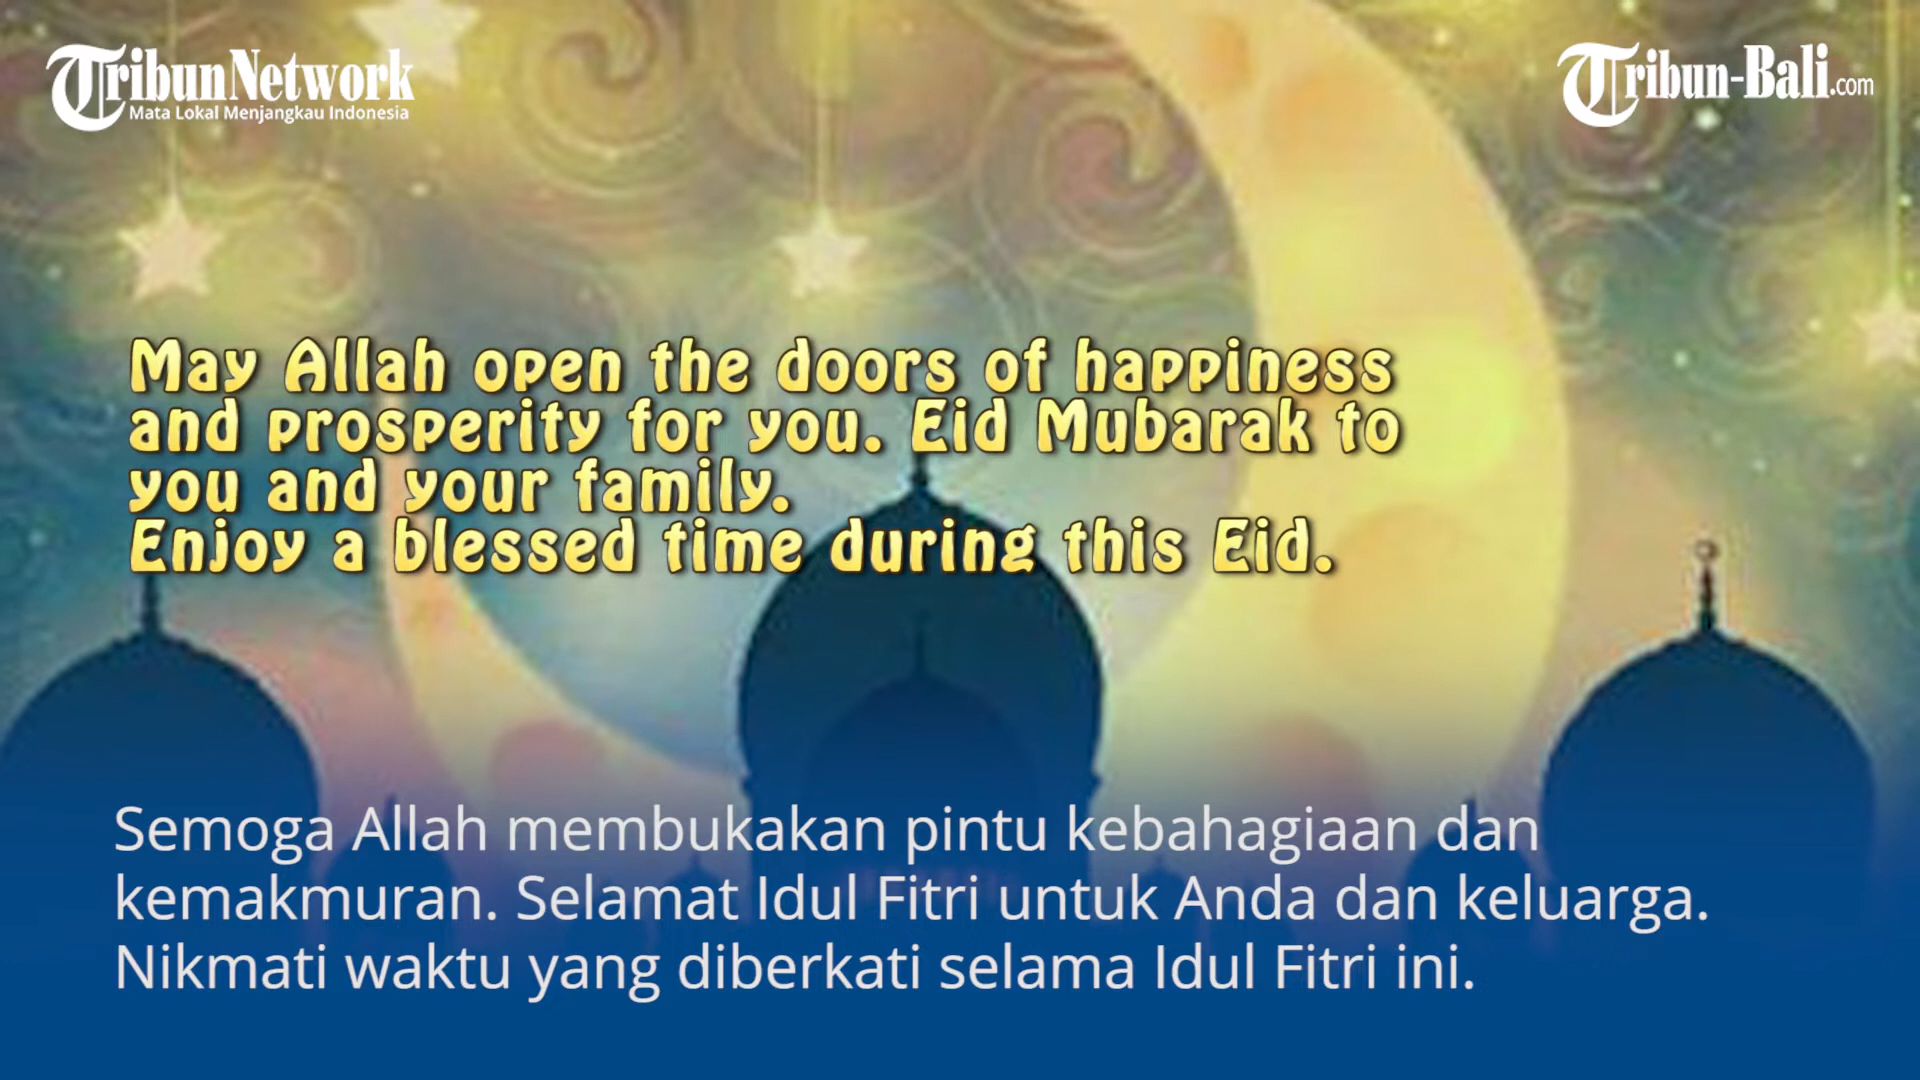 TribunNetwork
Mata Lokal Menjangkau Indonesia
Tribun-Bali.com
May Allah open the doors of happiness
and prosperity for you. Eid Mubarak to
you and your family.
Enjoy a blessed time during this Eid.
Semoga Allah membukakan pintu kebahagiaan dan
kemakmuran. Selamat Idul Fitri untuk Anda dan keluarga.
Nikmati waktu yang diberkati selama Idul Fitri ini.